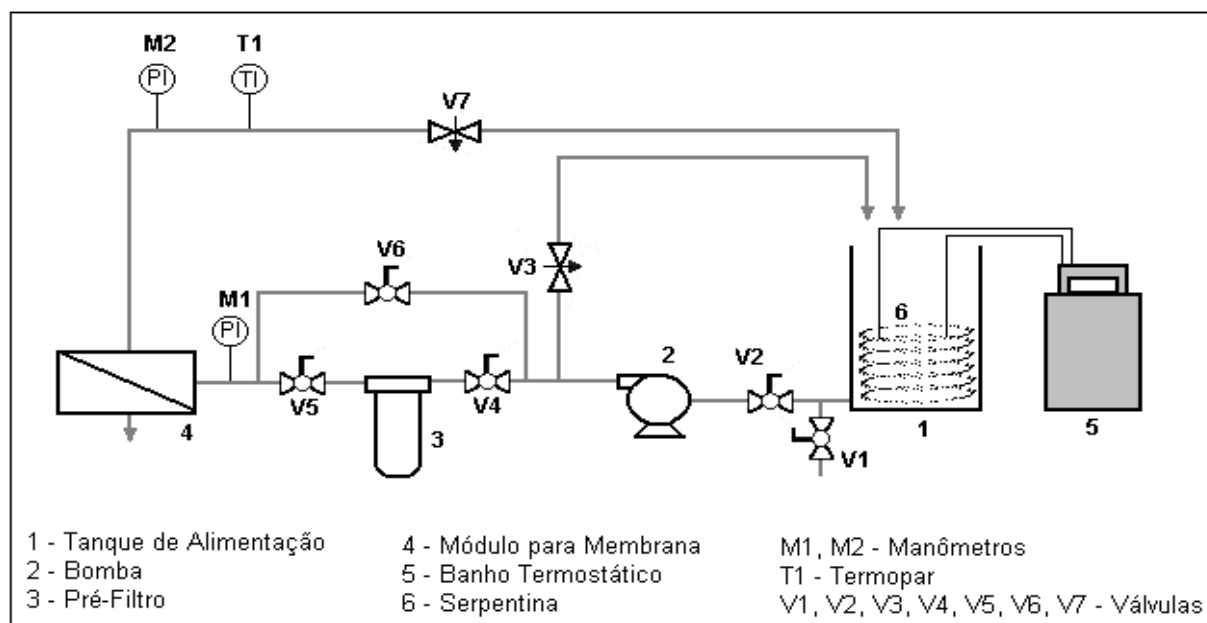 M2 T1
PI TI
V7
V6
V3
M1
PI
6
2 V2
V5 V4
4 3 V1 1 5
1 - Tanque de Alimentação
2 - Bomba
3 - Pré-Filtro
4 - Módulo para Membrana
5 - Banho Termostático
6 - Serpentina
M1, M2 - Manômetros
T1 - Termopar
V1, V2, V3, V4, V5, V6, V7 - Válvulas